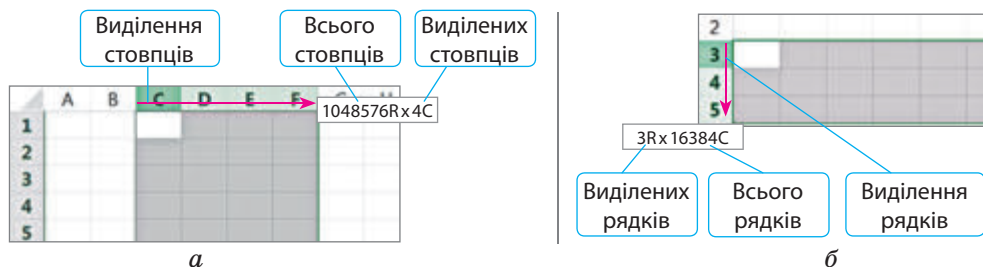 Виділення
стовпців
Всього
стовпців
Виділених
стовпців
A B C D E F G H
1048576R x 4C
1
2
3
4
5
а
2
3
4
5
3R x 16384C
Виділених
рядків
Всього
рядків
Виділення
рядків
б